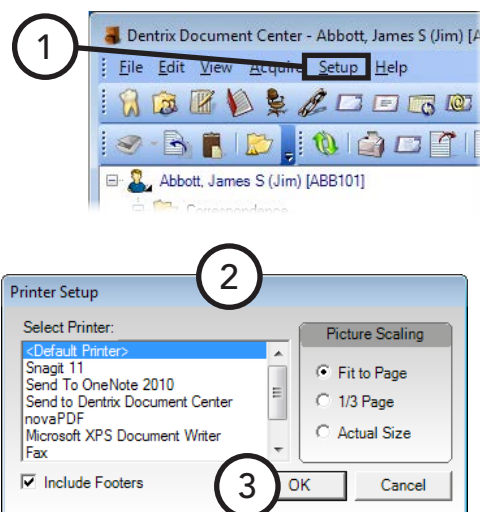 1
Dentrix Document Center - Abbott, James S (Jim) [A
File Edit View Acquire Setup Help
Abbott, James S (Jim) [ABB101]
Correspondence
2
Printer Setup
Select Printer:
Picture Scaling
<Default Printer>
Snagit 11
Send To OneNote 2010
Send to Dentrix Document Center
novaPDF
Microsoft XPS Document Writer
Fax
Fit to Page
1/3 Page
Actual Size
Include Footers
3
OK
Cancel